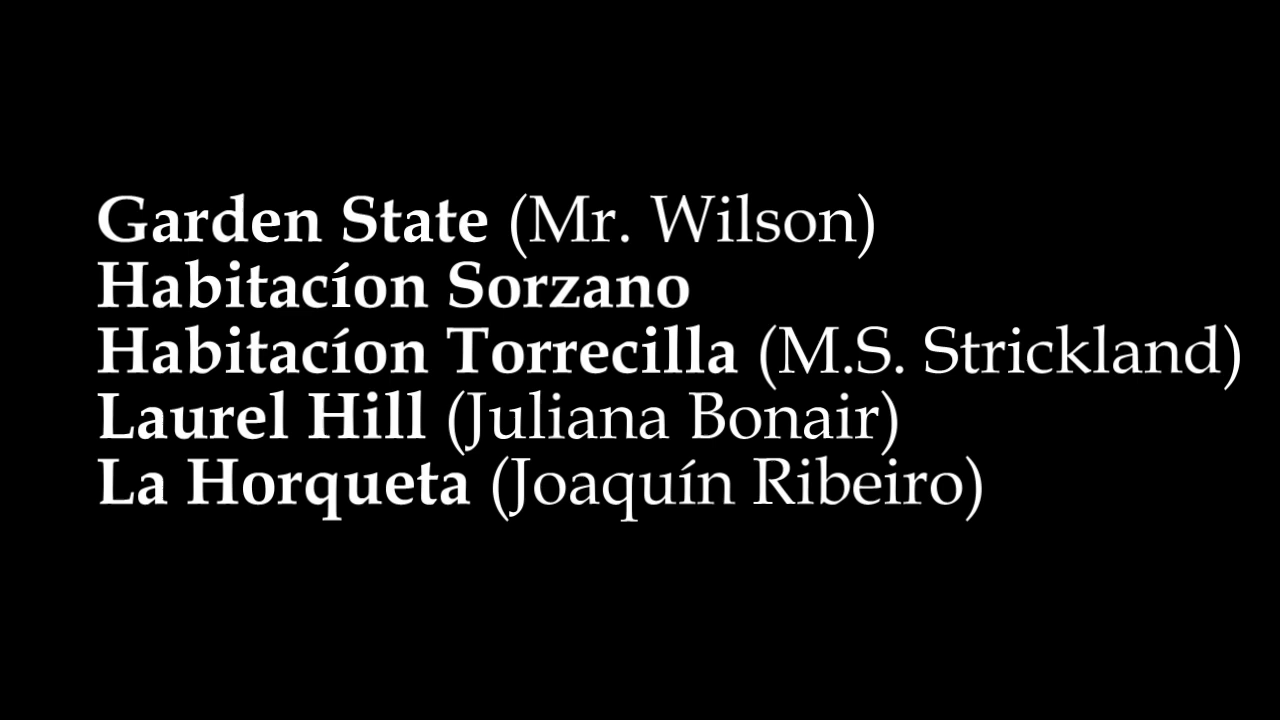 Garden State (Mr. Wilson)
Habitacíon Sorzano
Habitacíon Torrecilla (M.S. Strickland)
Laurel Hill (Juliana Bonair)
La Horqueta (Joaquín Ribeiro)